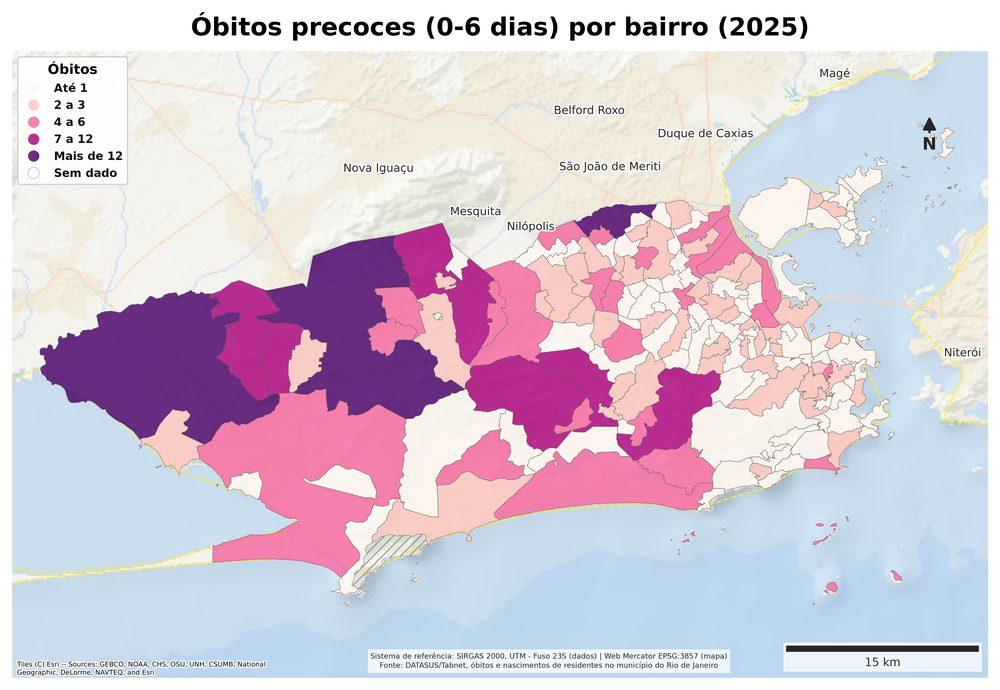 Óbitos precoces (0-6 dias) por bairro (2025)
Óbitos
Até 1
2 a 3
4 a 6
7 a 12
Mais de 12
Sem dado
Magé
Belford Roxo
Duque de Caxias
Nova Iguaçu
São João de Meriti
N
Mesquita
Nilópolis
Niterói
Tiles (C) Esri -- Sources: GEBCO, NOAA, CHS, OSU, UNH, CSUMB, National
Geographic, DeLorme, NAVTEQ, and Esri
Sistema de referência: SIRGAS 2000, UTM - Fuso 23S (dados) | Web Mercator EPSG:3857 (mapa)
Fonte: DATASUS/Tabnet, óbitos e nascimentos de residentes no município do Rio de Janeiro
15 km